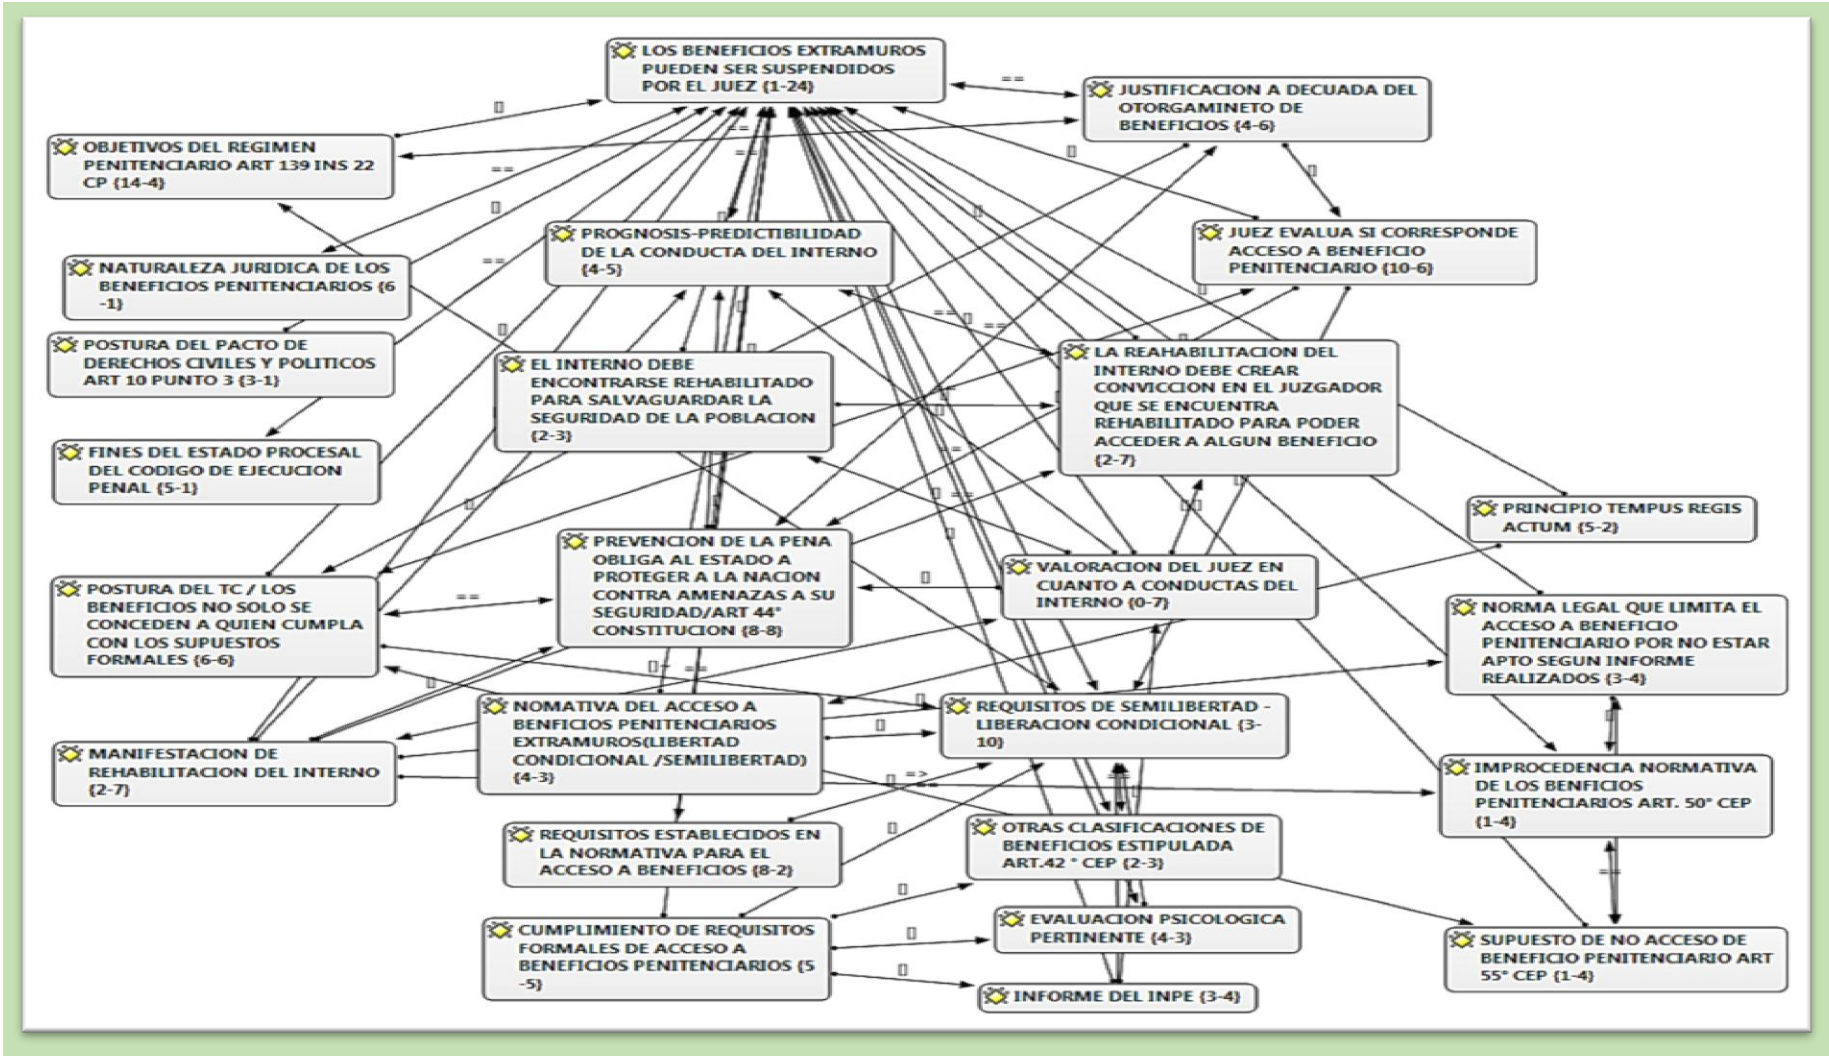 LOS BENEFICIOS EXTRAMUROS
PUEDEN SER SUSPENDIDOS
POR EL JUEZ {1-24}
JUSTIFICACION A DECUADA DEL
OTORGAMINETO DE
BENEFICIOS {4-6}
OBJETIVOS DEL REGIMEN
PENITENCIARIO ART 139 INS 22
CP {14-4}
PROGNOSIS-PREDICTIBILIDAD
DE LA CONDUCTA DEL INTERNO
{4-5}
JUEZ EVALUA SI CORRESPONDE
ACCESO A BENEFICIO
PENITENCIARIO {10-6}
NATURALEZA JURIDICA DE LOS
BENEFICIOS PENITENCIARIOS {6
-1}
POSTURA DEL PACTO DE
DERECHOS CIVILES Y POLITICOS
ART 10 PUNTO 3 {3-1}
EL INTERNO DEBE
ENCONTRARSE REHABILITADO
PARA SALVAGUARDAR LA
SEGURIDAD DE LA POBLACION
{2-3}
LA REAHABILITACION DEL
INTERNO DEBE CREAR
CONVICCION EN EL JUZGADOR
QUE SE ENCUENTRA
REHABILITADO PARA PODER
ACCEDER A ALGUN BENEFICIO
{2-7}
FINES DEL ESTADO PROCESAL
DEL CODIGO DE EJECUCION
PENAL {5-1}
PRINCIPIO TEMPUS REGIS
ACTUM {5-2}
PREVENCION DE LA PENA
OBLIGA AL ESTADO A
PROTEGER A LA NACION
CONTRA AMENAZAS A SU
SEGURIDAD/ART 44°
CONSTITUCION {8-8}
VALORACION DEL JUEZ EN
CUANTO A CONDUCTAS DEL
INTERNO {0-7}
POSTURA DEL TC / LOS
BENEFICIOS NO SOLO SE
CONCEDEN A QUIEN CUMPLA
CON LOS SUPUESTOS
FORMALES {6-6}
NORMA LEGAL QUE LIMITA EL
ACCESO A BENEFICIO
PENITENCIARIO POR NO ESTAR
APTO SEGUN INFORME
REALIZADOS {3-4}
NOMATIVA DEL ACCESO A
BENFICIOS PENITENCIARIOS
EXTRAMUROS(LIBERTAD
CONDICIONAL /SEMILIBERTAD)
{4-3}
REQUISITOS DE SEMILIBERTAD -
LIBERACION CONDICIONAL {3-
10}
MANIFESTACION DE
REHABILITACION DEL INTERNO
{2-7}
IMPROCEDENCIA NORMATIVA
DE LOS BENFICIOS
PENITENCIARIOS ART. 50° CEP
{1-4}
REQUISITOS ESTABLECIDOS EN
LA NORMATIVA PARA EL
ACCESO A BENEFICIOS {8-2}
OTRAS CLASIFICACIONES DE
BENEFICIOS ESTIPULADA
ART.42 ° CEP {2-3}
CUMPLIMIENTO DE REQUISITOS
FORMALES DE ACCESO A
BENEFICIOS PENITENCIARIOS {5
-5}
EVALUACION PSICOLOGICA
PERTINENTE {4-3}
SUPUESTO DE NO ACCESO DE
BENEFICIO PENITENCIARIO ART
55° CEP {1-4}
INFORME DEL INPE {3-4}